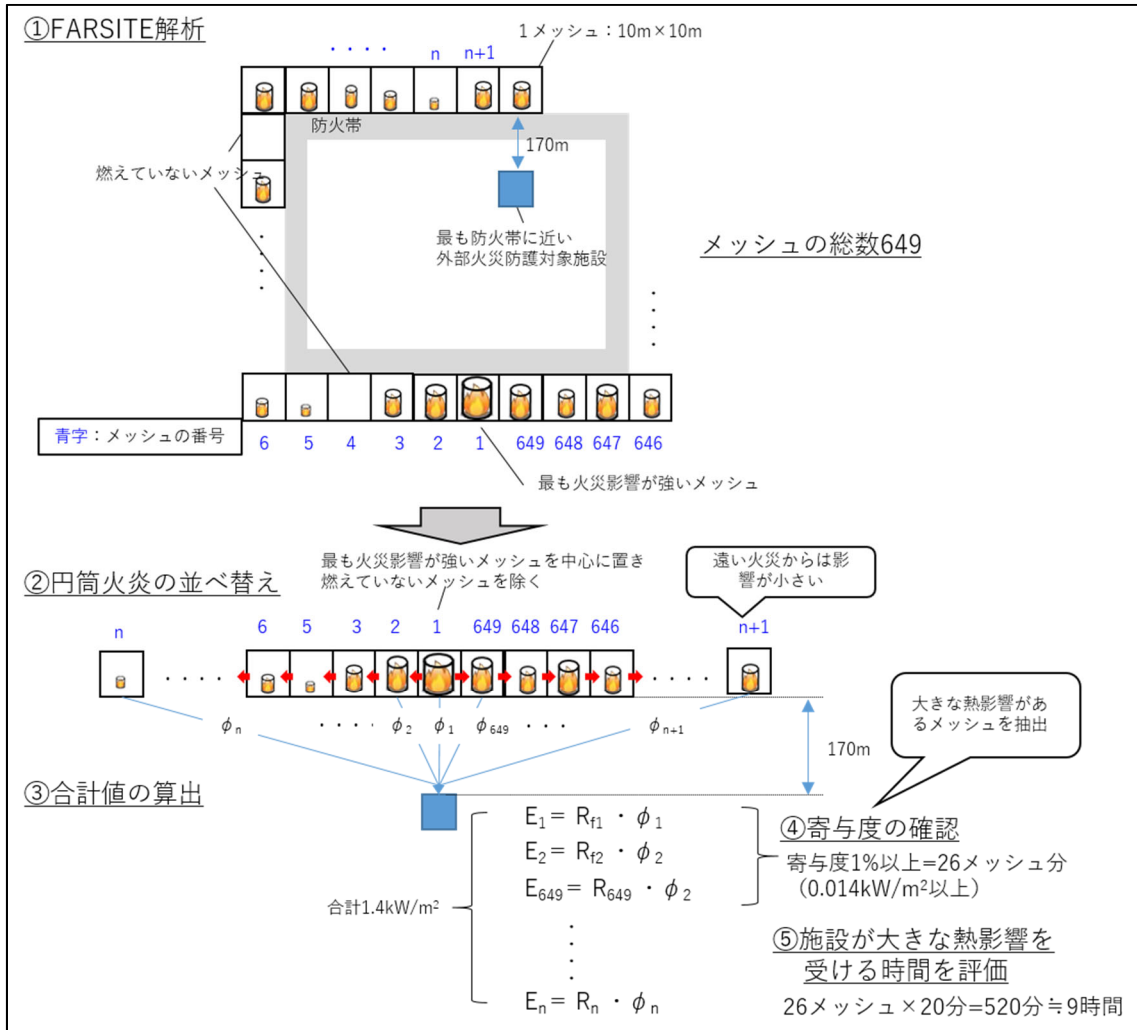 ①FARSITE解析
1メッシュ：10m×10m
・・・・
n
n+1
防火帯
170m
燃えていないメッシュ
最も防火帯に近い
外部火災防護対象施設
メッシュの総数649
・・・・
・・・・
青字：メッシュの番号
6 5 4 3 2 1 649 648 647 646
最も火災影響が強いメッシュ
最も火災影響が強いメッシュを中心に置き
燃えていないメッシュを除く
遠い火災からは影
響が小さい
②円筒火炎の並べ替え
n 6 5 3 2 1 649 648 647 646 n+1
・・・・ ・・・・
大きな熱影響があ
るメッシュを抽出
φn ・・・・ φ2 φ1 φ649 ・・・ φn+1
170m
③合計値の算出
E1= Rf1 ・φ1
E2= Rf2 ・φ2
E649= R649 ・φ2
・
・
・
・
En= Rn ・φn
合計1.4kW/m²
④寄与度の確認
寄与度1%以上=26メッシュ分
（0.014kW/m²以上）
⑤施設が大きな熱影響を
受ける時間を評価
26メッシュ×20分=520分≒9時間